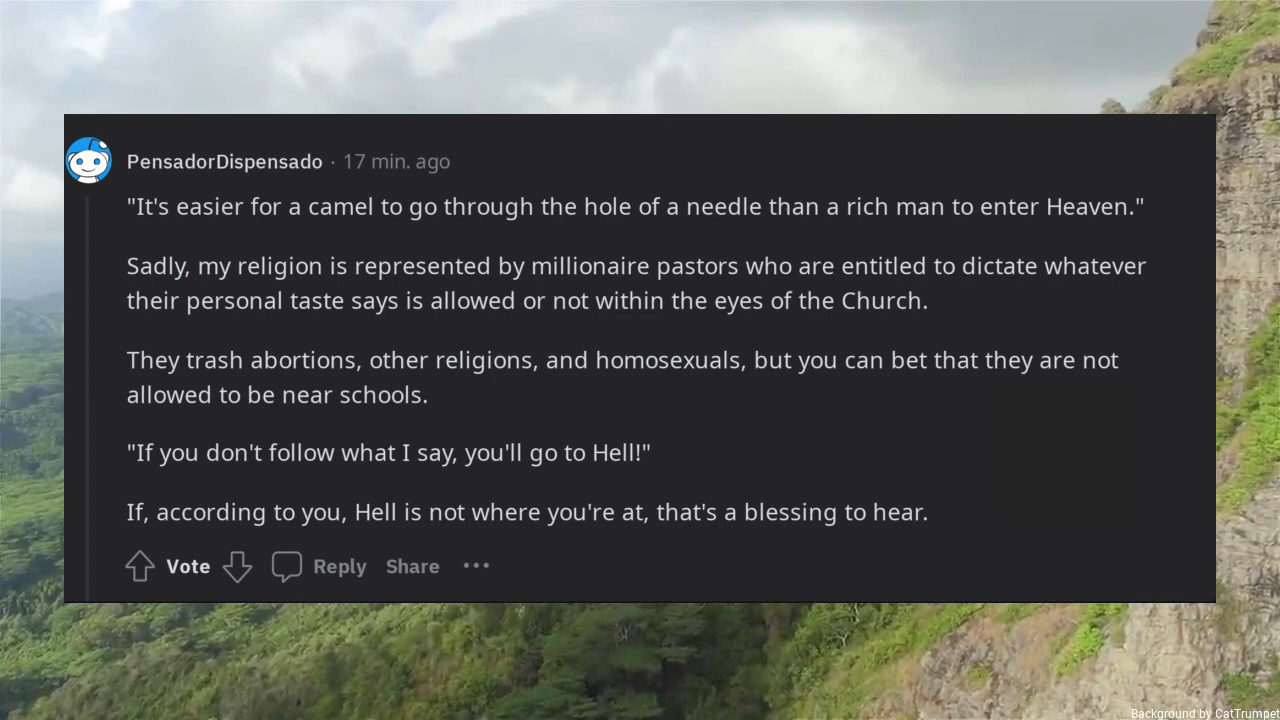 PensadorDispensado · 17 min. ago
"It's easier for a camel to go through the hole of a needle than a rich man to enter Heaven."
Sadly, my religion is represented by millionaire pastors who are entitled to dictate whatever
their personal taste says is allowed or not within the eyes of the Church.
They trash abortions, other religions, and homosexuals, but you can bet that they are not
allowed to be near schools.
"If you don't follow what I say, you'll go to Hell!"
If, according to you, Hell is not where you're at, that's a blessing to hear.
Vote Reply Share
Background by CatTrumpet